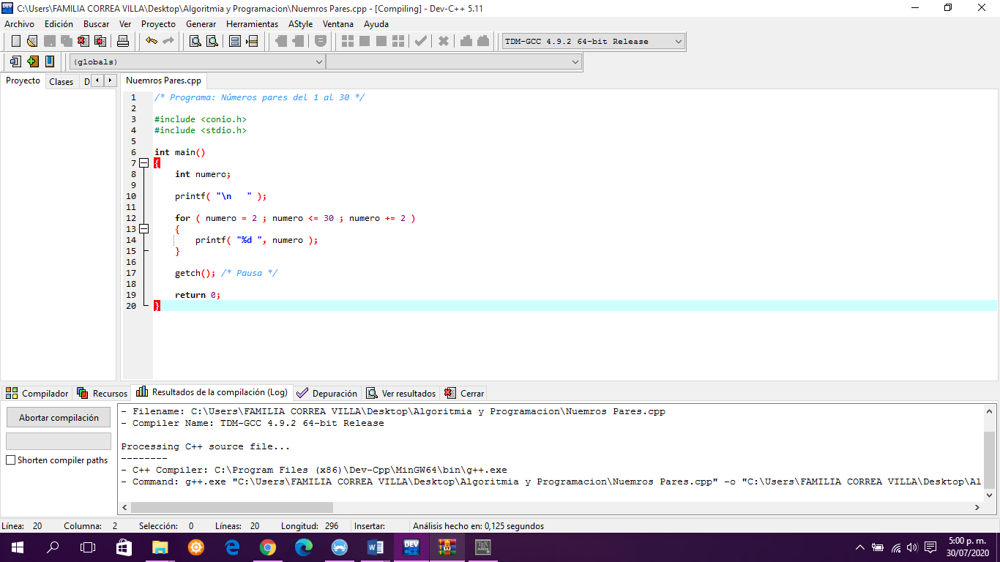 C:\Users\FAMILIA CORREA VILLA\Desktop\Algoritmia y Programacion\Nuemros Pares.cpp - [Compiling] - Dev-C++ 5.11
Archivo Edición Buscar Ver Proyecto Generar Herramientas AStyle Ventana Ayuda
TDM-GCC 4.9.2 64-bit Release
(globals)
Proyecto Clases D Nuemros Pares.cpp
1 /* Programa: Números pares del 1 al 30 */
2
3 #include <conio.h>
4 #include <stdio.h>
5
6 int main()
7 {
8 int numero;
9
10 printf( "\n   " );
11
12 for ( numero = 2 ; numero <= 30 ; numero += 2 )
13 {
14 printf( "%d ", numero );
15 }
16
17 getch(); /* Pausa */
18
19 return 0;
20 }
Compilador Recursos Resultados de la compilación (Log) Depuración Ver resultados Cerrar
Abortar compilación
Shorten compiler paths
- Filename: C:\Users\FAMILIA CORREA VILLA\Desktop\Algoritmia y Programacion\Nuemros Pares.cpp
- Compiler Name: TDM-GCC 4.9.2 64-bit Release
Processing C++ source file...
--------
- C++ Compiler: C:\Program Files (x86)\Dev-Cpp\MinGW64\bin\g++.exe
- Command: g++.exe "C:\Users\FAMILIA CORREA VILLA\Desktop\Algoritmia y Programacion\Nuemros Pares.cpp" -o "C:\Users\FAMILIA CORREA VILLA\Desktop\Al
Línea: 20 Columna: 2 Selección: 0 Líneas: 20 Longitud: 296 Insertar: Análisis hecho en: 0,125 segundos
DEV
5:00 p. m.
30/07/2020